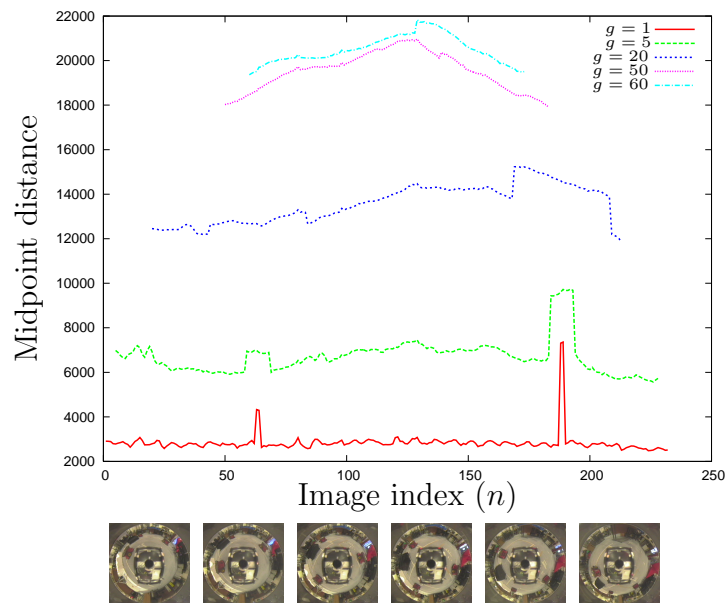 22000
20000
18000
16000
14000
12000
10000
8000
6000
4000
2000
0
50
100
150
200
250
Midpoint distance
Image index (n)
g = 1
g = 5
g = 20
g = 50
g = 60